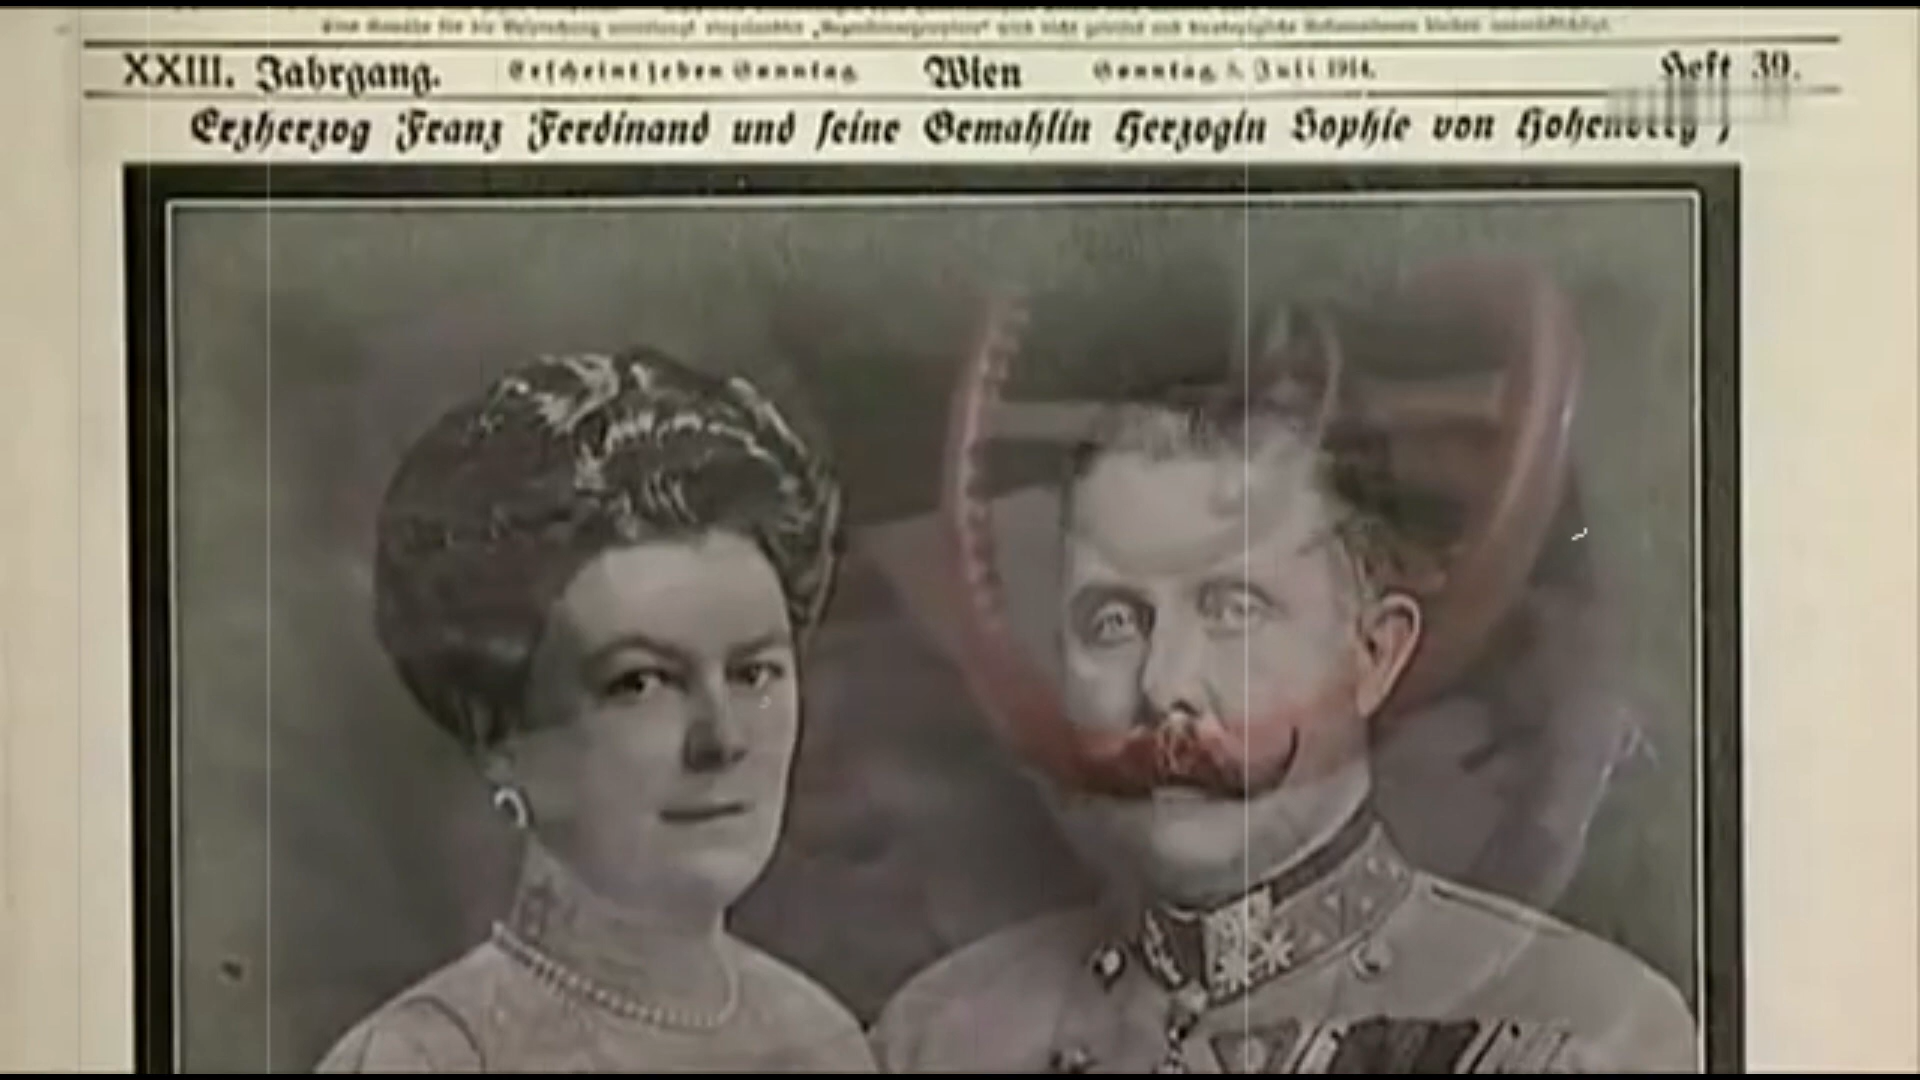 XXIII. Jahrgang. Erscheint jeden Sonntag. Wien Sonntag 5. Juli 1914. Heft 39.
Erzherzog Franz Ferdinand und seine Gemahlin Herzogin Sophie von Hohenberg †